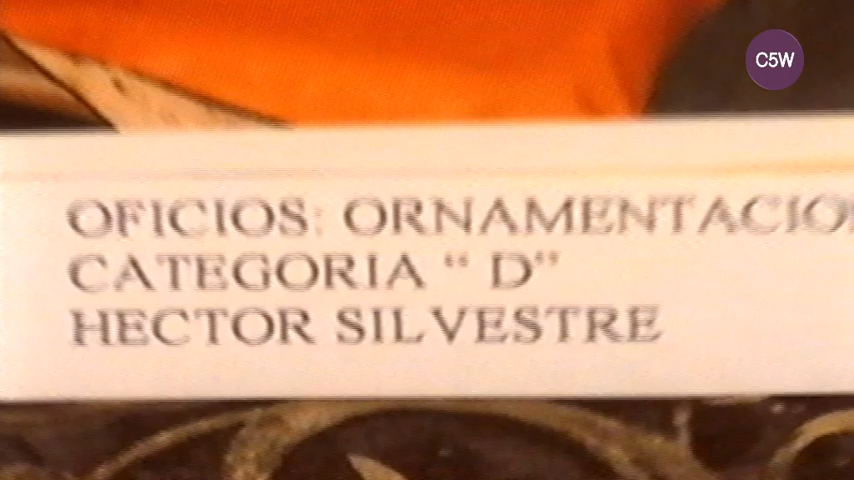 C5W
OFICIOS: ORNAMENTACIO
CATEGORIA “ D”
HECTOR SILVESTRE